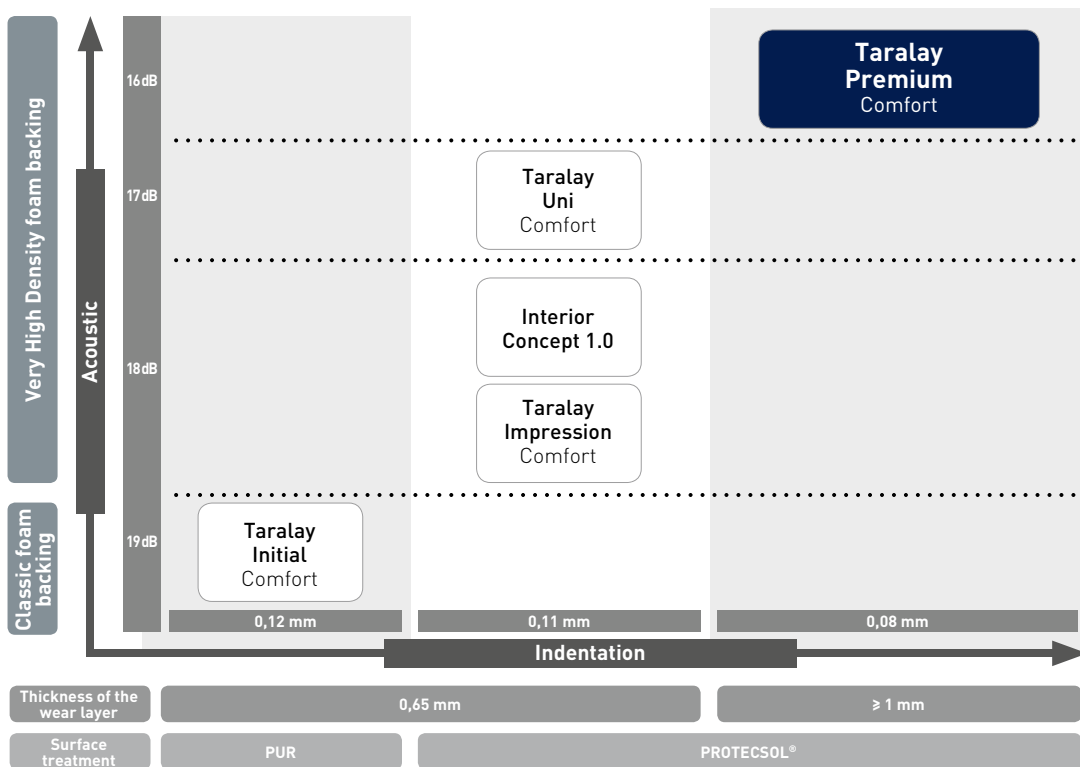 Very High Density foam backing
Classic foam
backing
Acoustic
16dB
17dB
18dB
19dB
Taralay
Premium
Comfort
Taralay
Uni
Comfort
Interior
Concept 1.0
Taralay
Impression
Comfort
Taralay
Initial
Comfort
0,12 mm
0,11 mm
0,08 mm
Indentation
Thickness of the
wear layer
0,65 mm
⩾ 1 mm
Surface
treatment
PUR
PROTECSOL®